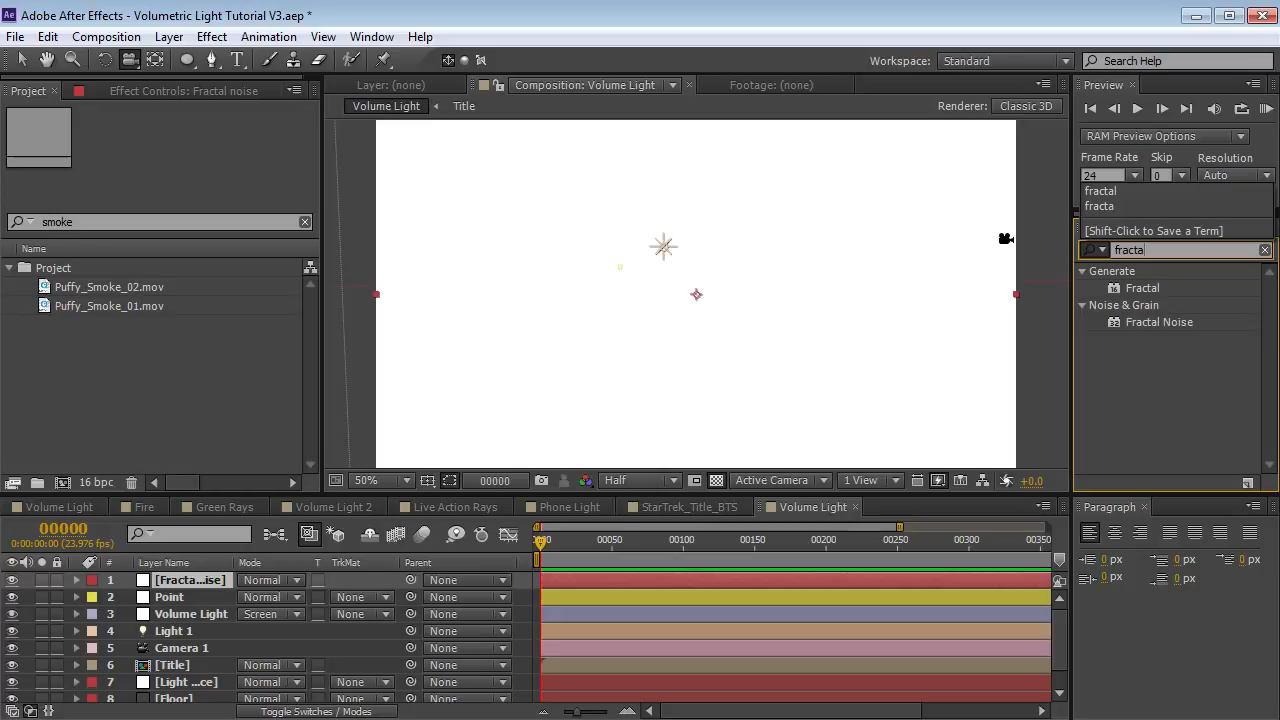 Adobe After Effects - Volumetric Light Tutorial V3.aep *
File Edit Composition Layer Effect Animation View Window Help
Workspace: Standard Search Help
Project Effect Controls: Fractal noise Layer: (none) Composition: Volume Light Footage: (none) Preview
Volume Light Title Renderer: Classic 3D
RAM Preview Options
Frame Rate Skip Resolution
24 0 Auto
fractal
fracta
[Shift-Click to Save a Term]
smoke fracta
Name
Project
Puffy_Smoke_02.mov
Puffy_Smoke_01.mov
Generate
Fractal
Noise & Grain
Fractal Noise
16 bpc 50% 00000 Half Active Camera 1 View +0.0
Volume Light Fire Green Rays Volume Light 2 Live Action Rays Phone Light StarTrek_Title_BTS Volume Light Paragraph
00000
0:00:00:00 (23.976 fps)
00050 00100 00150 00200 00250 00300 00350
# Layer Name Mode T TrkMat Parent
1 [Fracta...ise] Normal None
2 Point Normal None None
3 Volume Light Screen None None
4 Light 1 None
5 Camera 1 None
6 [Title] Normal None None
7 [Light ...ce] Normal None None
8 [Floor] Normal None None
Toggle Switches / Modes
0 px 0 px 0 px
0 px 0 px